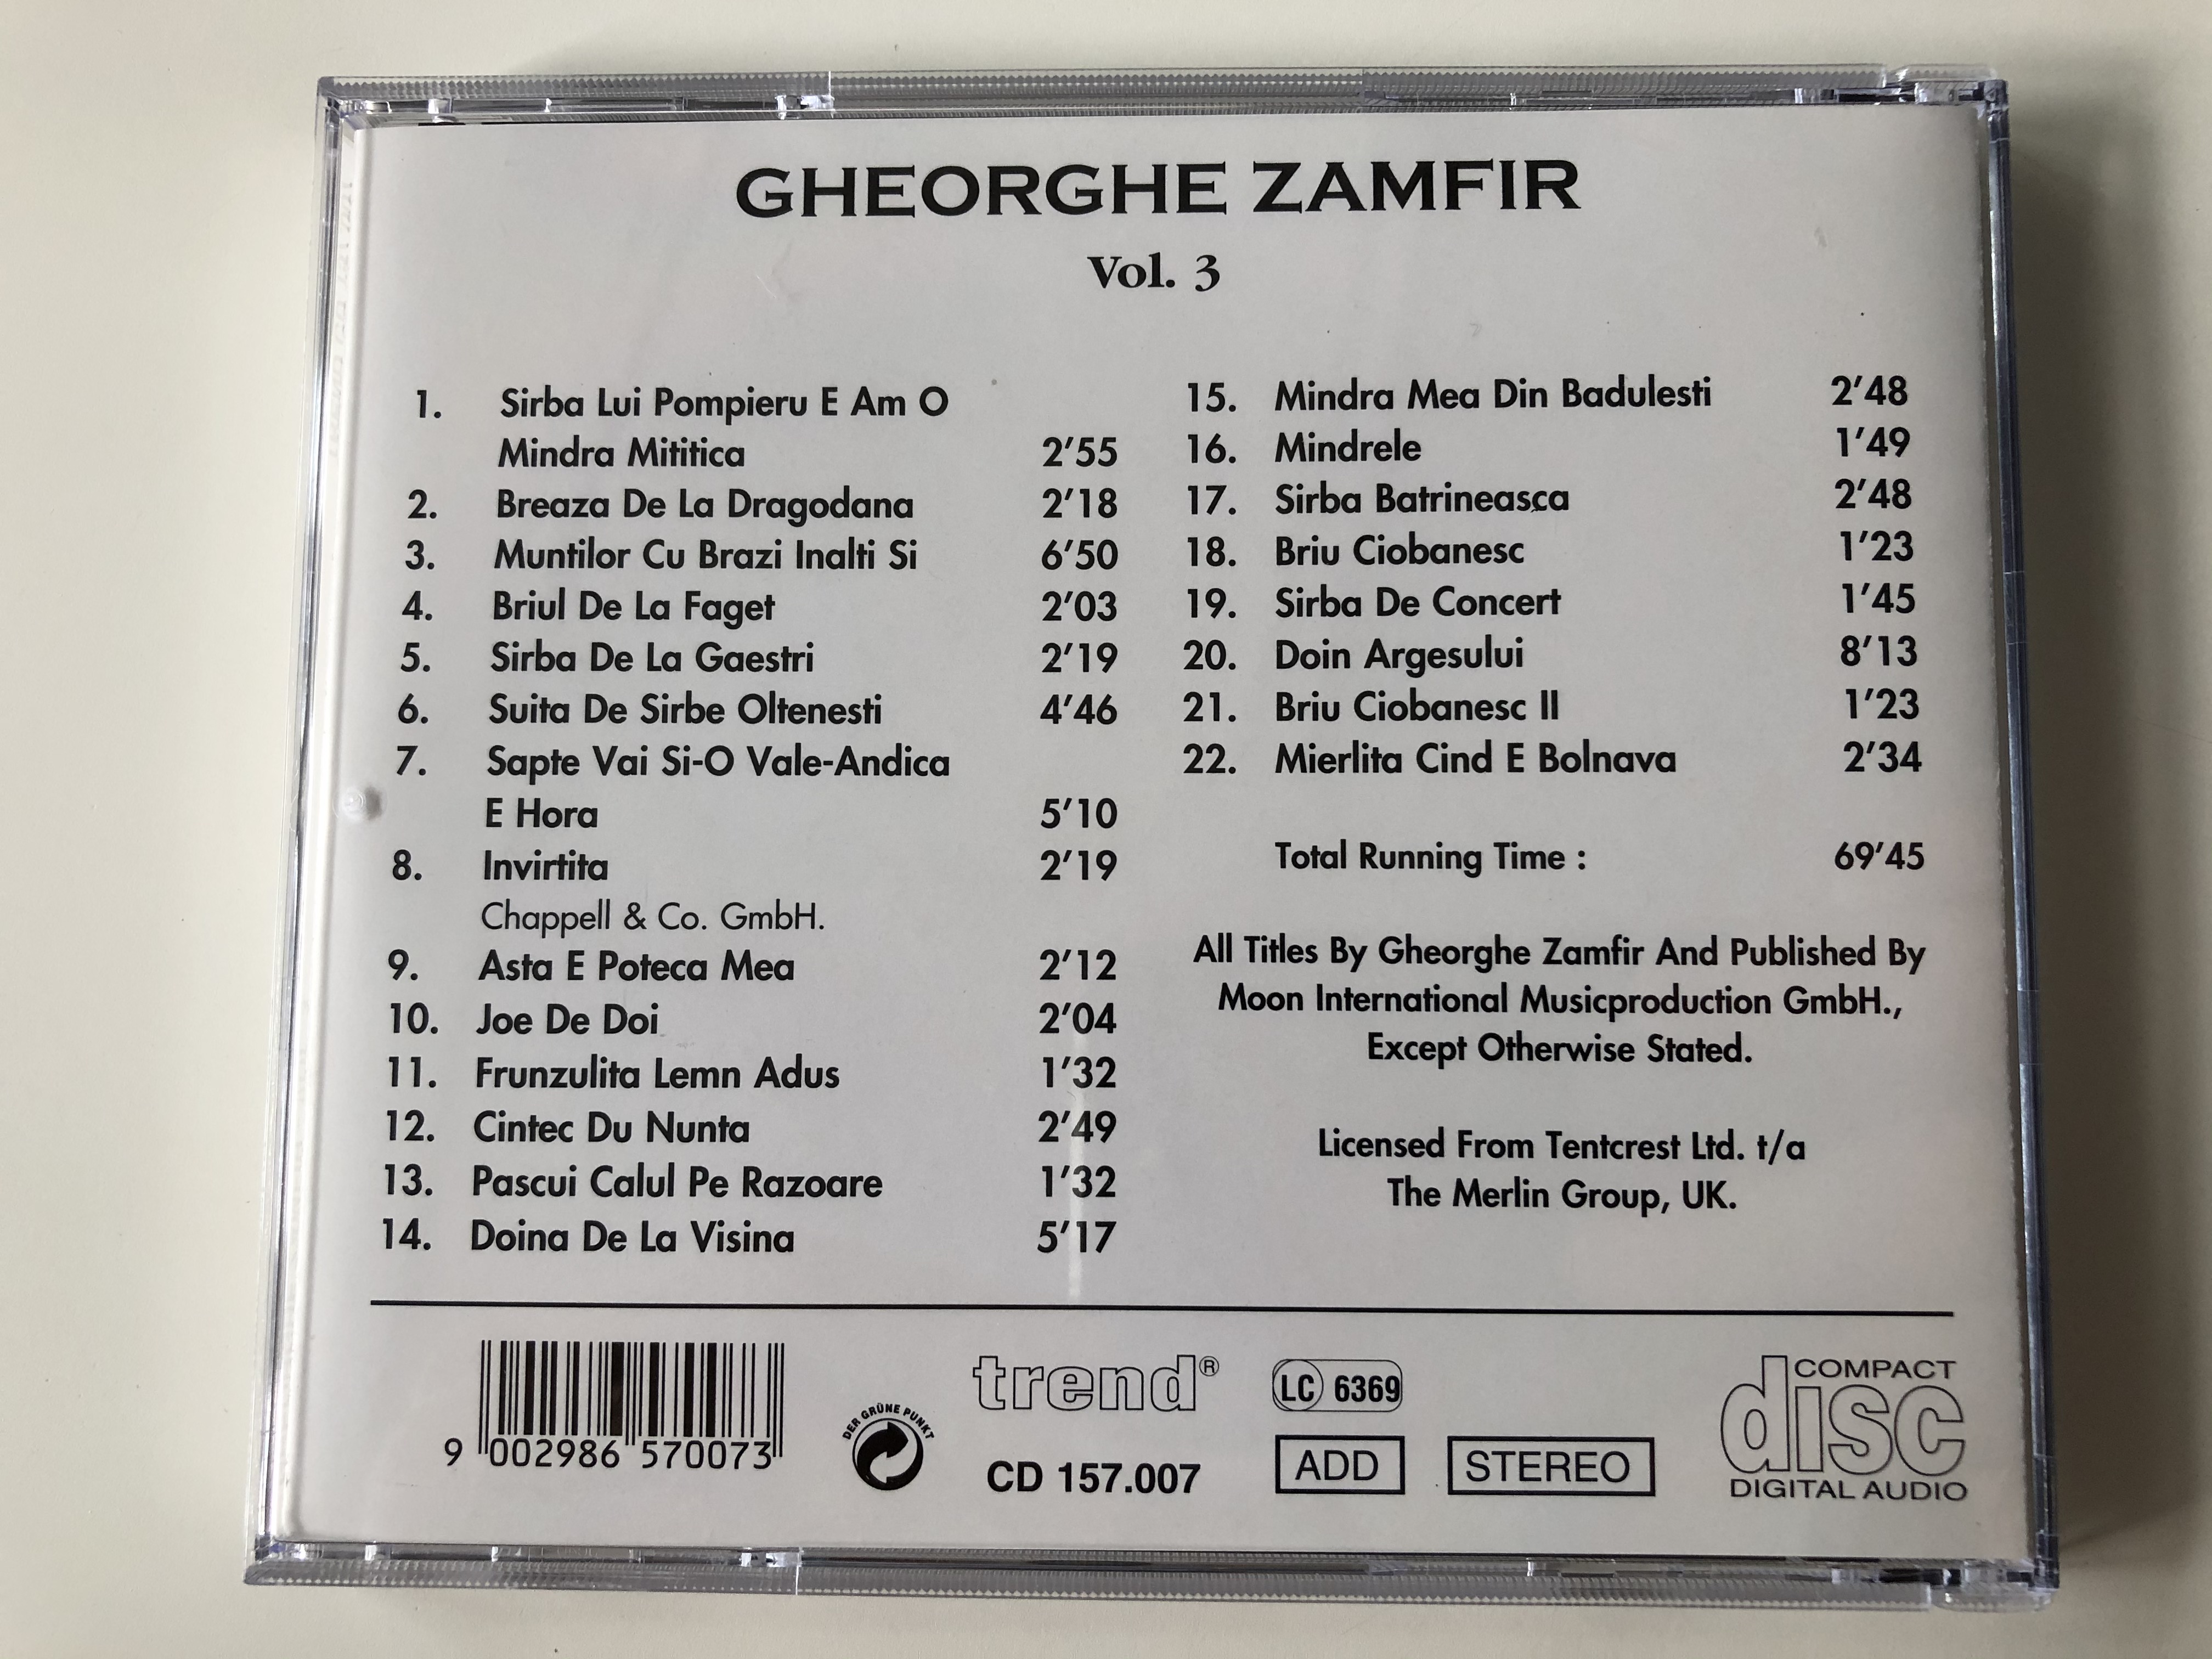 GHEORGHE ZAMFIR
Vol. 3
1. Sirba Lui Pompieru E Am O
Mindra Mititica 2'55
2. Breaza De La Dragodana 2'18
3. Muntilor Cu Brazi Inalti Si 6'50
4. Briul De La Faget 2'03
5. Sirba De La Gaestri 2'19
6. Suita De Sirbe Oltenesti 4'46
7. Sapte Vai Si-O Vale-Andica
E Hora 5'10
8. Invirtita 2'19
Chappell & Co. GmbH.
9. Asta E Poteca Mea 2'12
10. Joe De Doi 2'04
11. Frunzulita Lemn Adus 1'32
12. Cintec Du Nunta 2'49
13. Pascui Calul Pe Razoare 1'32
14. Doina De La Visina 5'17
15. Mindra Mea Din Badulesti 2'48
16. Mindrele 1'49
17. Sirba Batrineasca 2'48
18. Briu Ciobanesc 1'23
19. Sirba De Concert 1'45
20. Doin Argesului 8'13
21. Briu Ciobanesc II 1'23
22. Mierlita Cind E Bolnava 2'34
Total Running Time : 69'45
All Titles By Gheorghe Zamfir And Published By
Moon International Musicproduction GmbH.,
Except Otherwise Stated.
Licensed From Tentcrest Ltd. t/a
The Merlin Group, UK.
9 002986 570073
DER GRÜNE PUNKT
trend®
CD 157.007
LC 6369
ADD
STEREO
COMPACT
disc
DIGITAL AUDIO